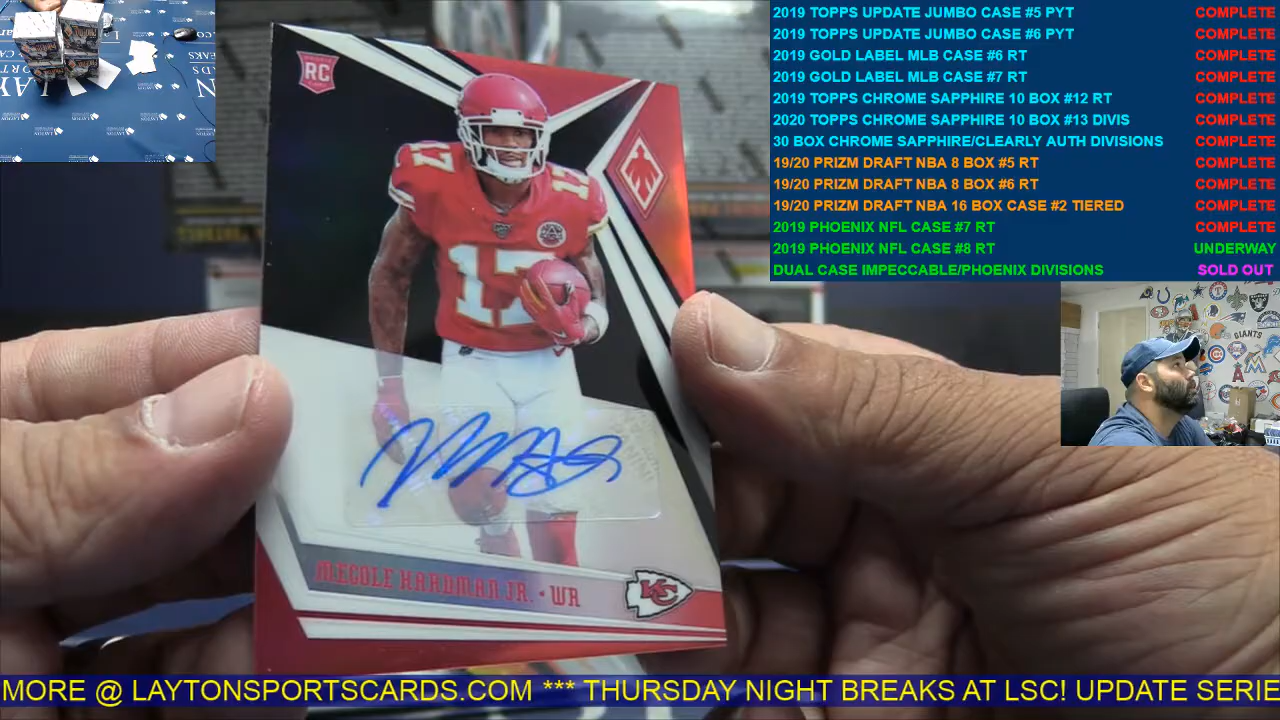 2019 TOPPS UPDATE JUMBO CASE #5 PYT COMPLETE
2019 TOPPS UPDATE JUMBO CASE #6 PYT COMPLETE
2019 GOLD LABEL MLB CASE #6 RT COMPLETE
2019 GOLD LABEL MLB CASE #7 RT COMPLETE
2019 TOPPS CHROME SAPPHIRE 10 BOX #12 RT COMPLETE
2020 TOPPS CHROME SAPPHIRE 10 BOX #13 DIVIS COMPLETE
30 BOX CHROME SAPPHIRE/CLEARLY AUTH DIVISIONS COMPLETE
19/20 PRIZM DRAFT NBA 8 BOX #5 RT COMPLETE
19/20 PRIZM DRAFT NBA 8 BOX #6 RT COMPLETE
19/20 PRIZM DRAFT NBA 16 BOX CASE #2 TIERED COMPLETE
2019 PHOENIX NFL CASE #7 RT COMPLETE
2019 PHOENIX NFL CASE #8 RT UNDERWAY
DUAL CASE IMPECCABLE/PHOENIX DIVISIONS SOLD OUT
RC
17 17
17
MECOLE HARDMAN JR. • WR
KC
GIANTS
MORE @ LAYTONSPORTSCARDS.COM *** THURSDAY NIGHT BREAKS AT LSC! UPDATE SERIE